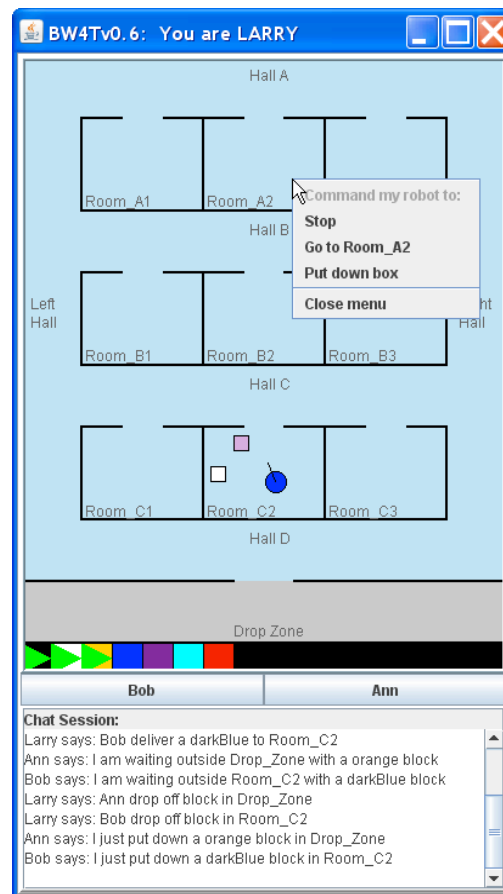 BW4Tv0.6: You are LARRY
Hall A
Room_A1
Room_A2
Command my robot to:
Stop
Go to Room_A2
Put down box
Close menu
Hall B
Left
Hall
ht
Hall
Room_B1
Room_B2
Room_B3
Hall C
Room_C1
Room_C2
Room_C3
Hall D
Drop Zone
Bob
Ann
Chat Session:
Larry says: Bob deliver a darkBlue to Room_C2
Ann says: I am waiting outside Drop_Zone with a orange block
Bob says: I am waiting outside Room_C2 with a darkBlue block
Larry says: Ann drop off block in Drop_Zone
Larry says: Bob drop off block in Room_C2
Ann says: I just put down a orange block in Drop_Zone
Bob says: I just put down a darkBlue block in Room_C2